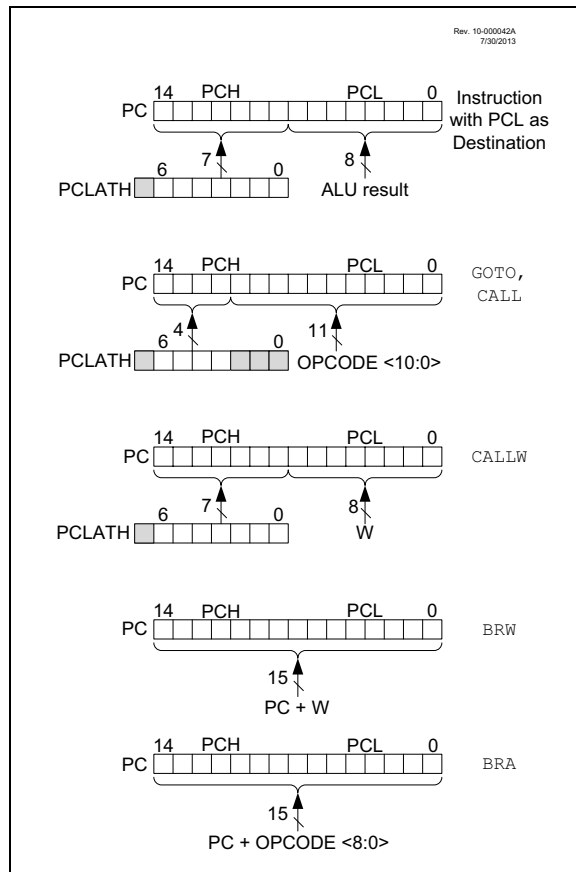 Rev. 10-000042A
7/30/2013
14 PCH PCL 0
PC
Instruction
with PCL as
Destination
7 8
6 0
PCLATH
ALU result
14 PCH PCL 0
PC
GOTO,
CALL
4 11
6 0
PCLATH
OPCODE <10:0>
14 PCH PCL 0
PC
CALLW
7 8
6 0
PCLATH
W
14 PCH PCL 0
PC
BRW
15
PC + W
14 PCH PCL 0
PC
BRA
15
PC + OPCODE <8:0>